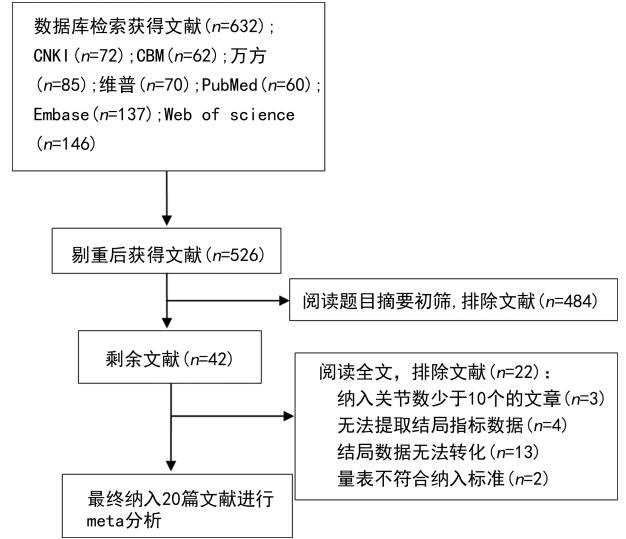 数据库检索获得文献(n=632);
CNKI(n=72);CBM(n=62);万方
(n=85);维普(n=70);PubMed(n=60);
Embase(n=137);Web of science
(n=146)
剔重后获得文献(n=526)
阅读题目摘要初筛,排除文献(n=484)
剩余文献(n=42)
阅读全文，排除文献(n=22)：
纳入关节数少于10个的文章(n=3)
无法提取结局指标数据(n=4)
结局数据无法转化(n=13)
量表不符合纳入标准(n=2)
最终纳入20篇文献进行
meta分析